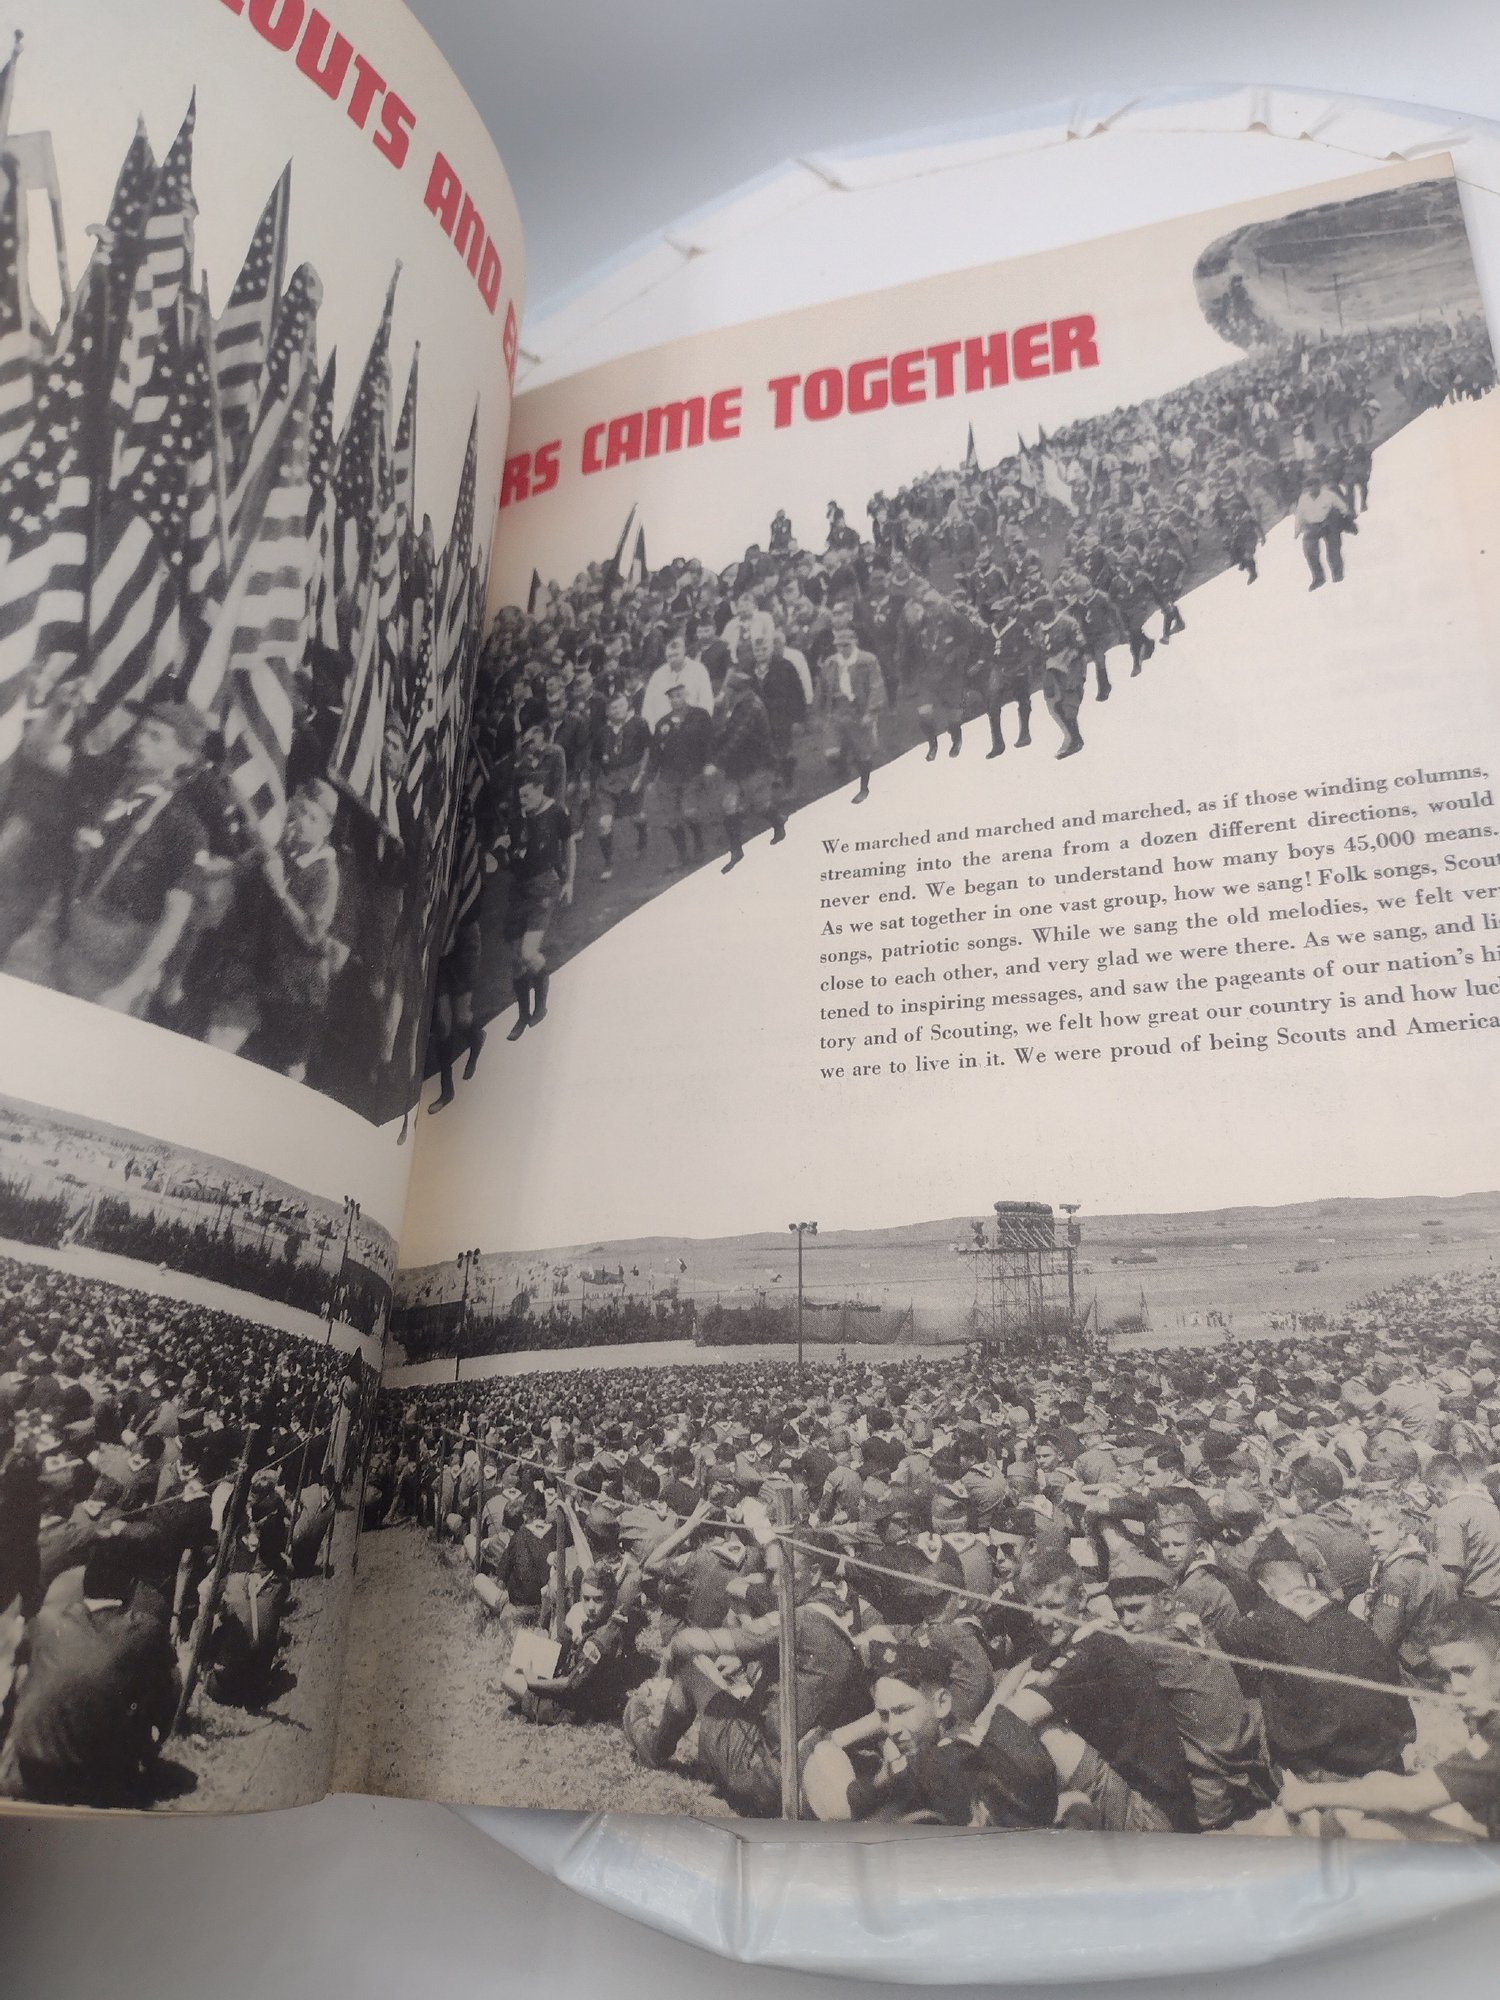 OUTS AND
RS CAME TOGETHER
We marched and marched and marched, as if those winding columns,
streaming into the arena from a dozen different directions, would
never end. We began to understand how many boys 45,000 means.
As we sat together in one vast group, how we sang! Folk songs, Scout
songs, patriotic songs. While we sang the old melodies, we felt ver
close to each other, and very glad we were there. As we sang, and lis
tened to inspiring messages, and saw the pageants of our nation's hi
tory and of Scouting, we felt how great our country is and how luc
we are to live in it. We were proud of being Scouts and America